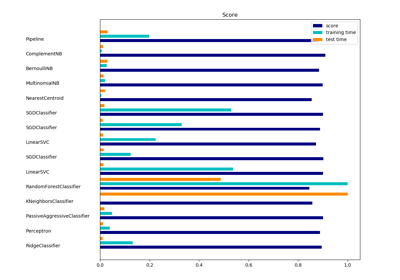 Score
score
training time
test time
Pipeline
ComplementNB
BernoulliNB
MultinomialNB
NearestCentroid
SGDClassifier
SGDClassifier
LinearSVC
SGDClassifier
LinearSVC
RandomForestClassifier
KNeighborsClassifier
PassiveAggressiveClassifier
Perceptron
RidgeClassifier
0.0 0.2 0.4 0.6 0.8 1.0